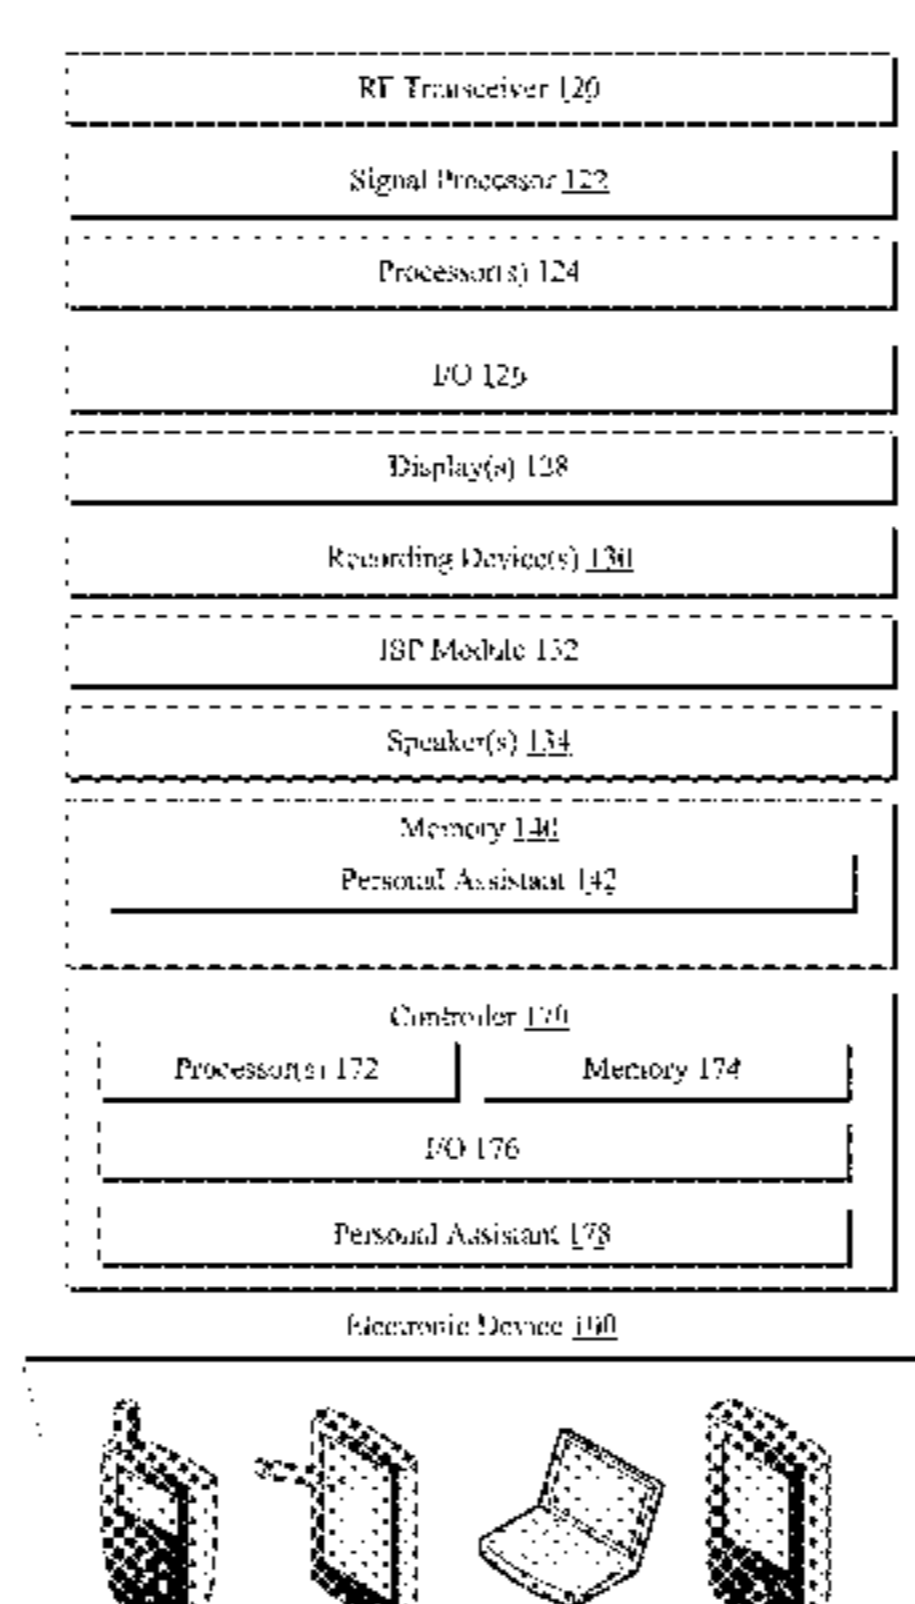 RF Transceiver 120
Signal Processor 122
Processor(s) 124
I/O 126
Display(s) 128
Recording Device(s) 130
ISP Module 132
Speaker(s) 134
Memory 140
Personal Assistant 142
Controller 170
Processor(s) 172 Memory 174
I/O 176
Personal Assistant 178
Electronic Device